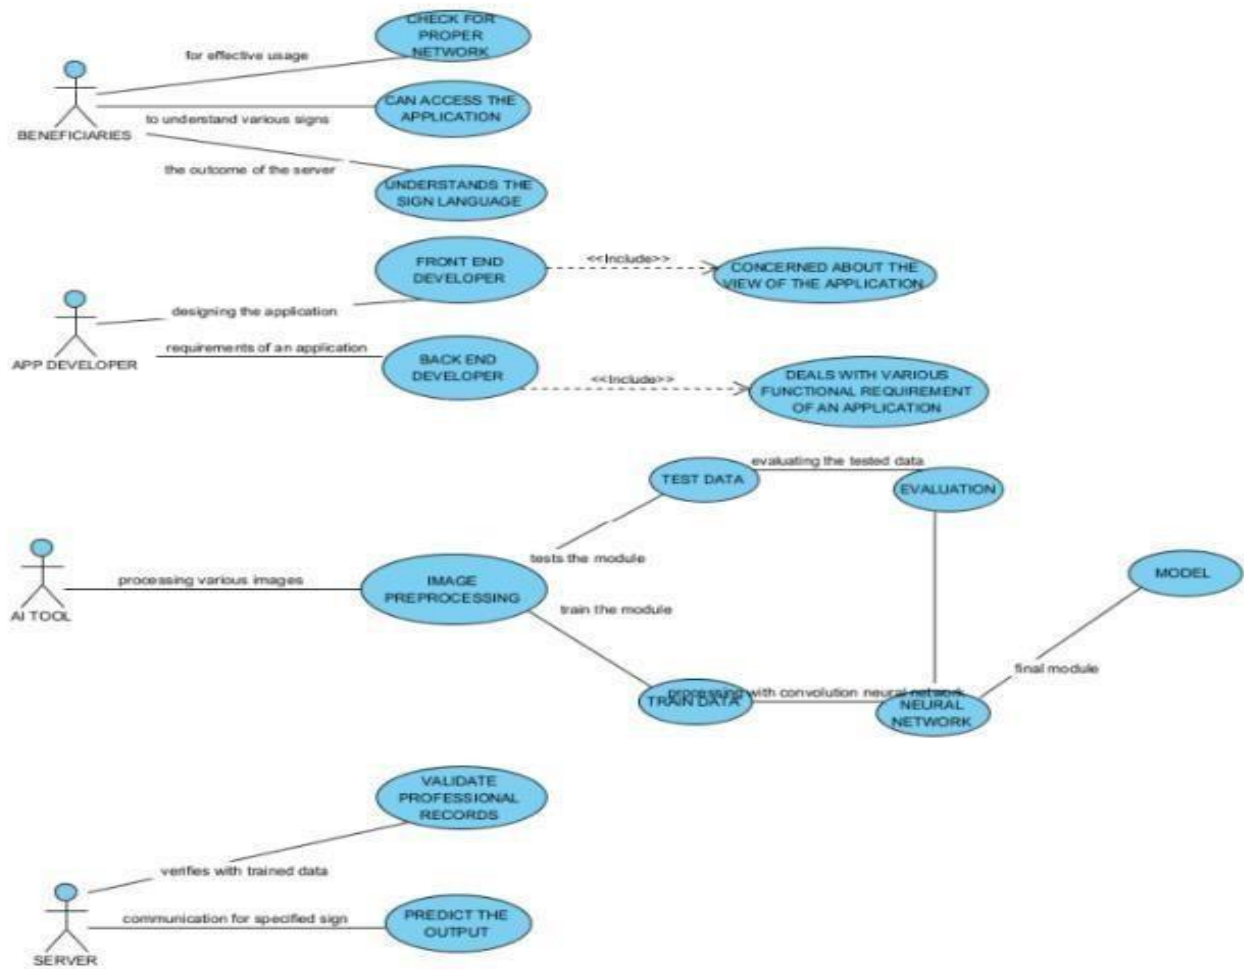 CHECK FOR
PROPER
NETWORK
for effective usage
CAN ACCESS THE
APPLICATION
to understand various signs
BENEFICIARIES
the outcome of the server
UNDERSTANDS THE
SIGN LANGUAGE
FRONT END
DEVELOPER
<<Include>>
CONCERNED ABOUT THE
VIEW OF THE APPLICATION
designing the application
APP DEVELOPER
requirements of an application
BACK END
DEVELOPER
<<Include>>
DEALS WITH VARIOUS
FUNCTIONAL REQUIREMENT
OF AN APPLICATION
TEST DATA
evaluating the tested data
EVALUATION
tests the module
AI TOOL
processing various images
IMAGE
PREPROCESSING
MODEL
train the module
final module
TRAIN DATA
processing with convolution neural network
NEURAL
NETWORK
VALIDATE
PROFESSIONAL
RECORDS
verifies with trained data
communication for specified sign
PREDICT THE
OUTPUT
SERVER